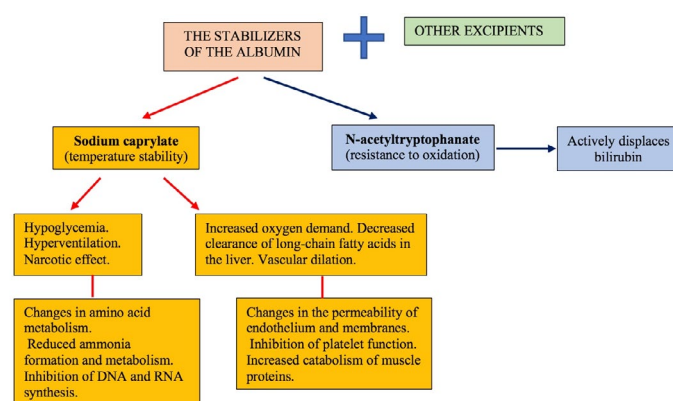 THE STABILIZERS
OF THE ALBUMIN
OTHER EXCIPIENTS
Sodium caprylate
(temperature stability)
N-acetyltryptophanate
(resistance to oxidation)
Actively displaces
bilirubin
Hypoglycemia.
Hyperventilation.
Narcotic effect.
Increased oxygen demand. Decreased
clearance of long-chain fatty acids in
the liver. Vascular dilation.
Changes in amino acid
metabolism.
Reduced ammonia
formation and metabolism.
Inhibition of DNA and RNA
synthesis.
Changes in the permeability of
endothelium and membranes.
Inhibition of platelet function.
Increased catabolism of muscle
proteins.